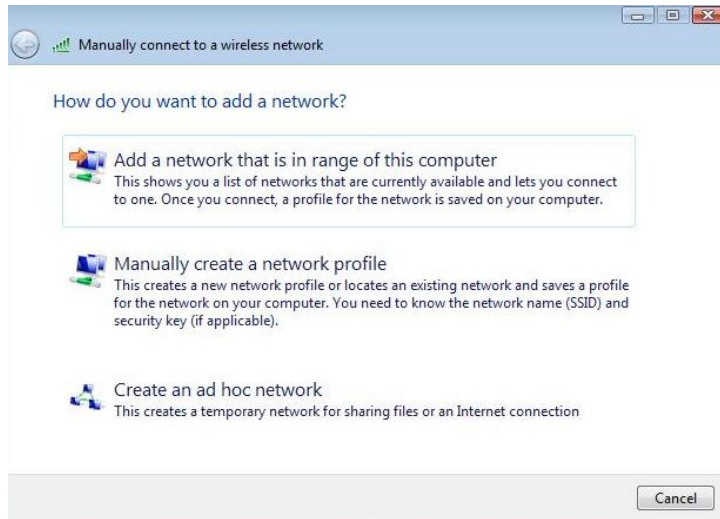 Manually connect to a wireless network
How do you want to add a network?
Add a network that is in range of this computer
This shows you a list of networks that are currently available and lets you connect
to one. Once you connect, a profile for the network is saved on your computer.
Manually create a network profile
This creates a new network profile or locates an existing network and saves a profile
for the network on your computer. You need to know the network name (SSID) and
security key (if applicable).
Create an ad hoc network
This creates a temporary network for sharing files or an Internet connection
Cancel